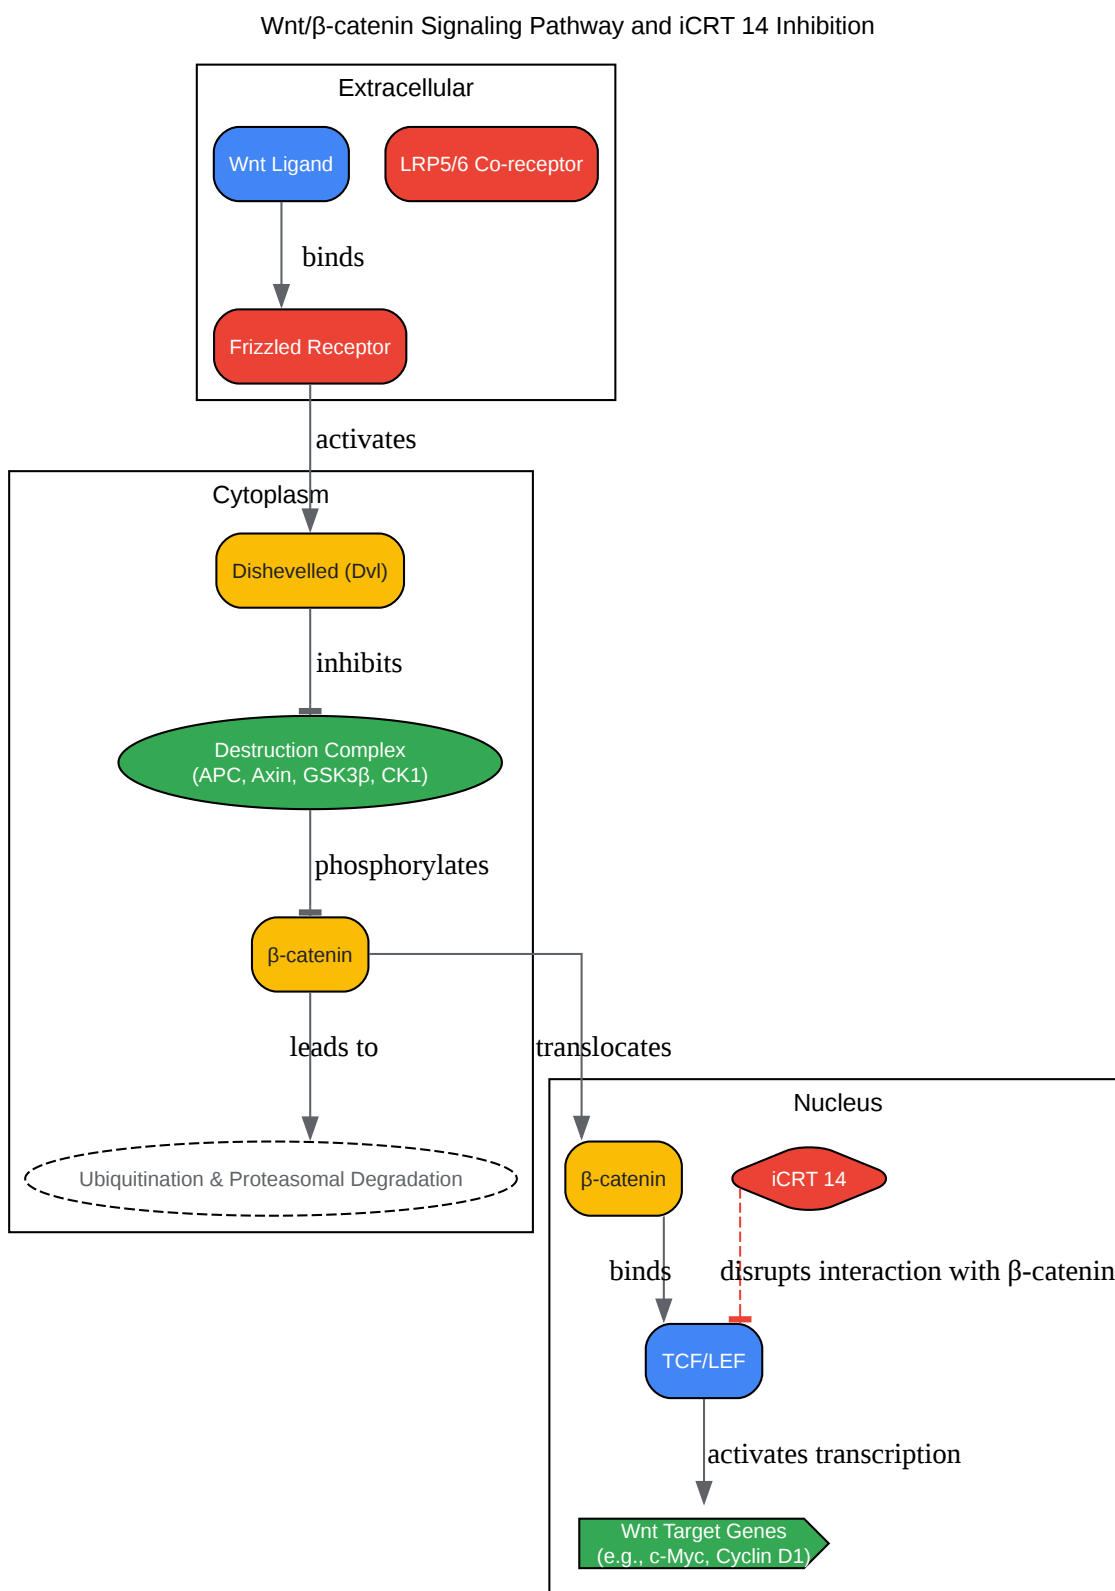 Wnt/β-catenin Signaling Pathway and iCRT 14 Inhibition
Extracellular
Wnt Ligand
LRP5/6 Co-receptor
binds
Frizzled Receptor
activates
Cytoplasm
Dishevelled (Dvl)
inhibits
Destruction Complex
(APC, Axin, GSK3β, CK1)
phosphorylates
β-catenin
leads to
translocates
Ubiquitination & Proteasomal Degradation
Nucleus
β-catenin
iCRT 14
binds
disrupts interaction with β-catenin
TCF/LEF
activates transcription
Wnt Target Genes
(e.g., c-Myc, Cyclin D1)